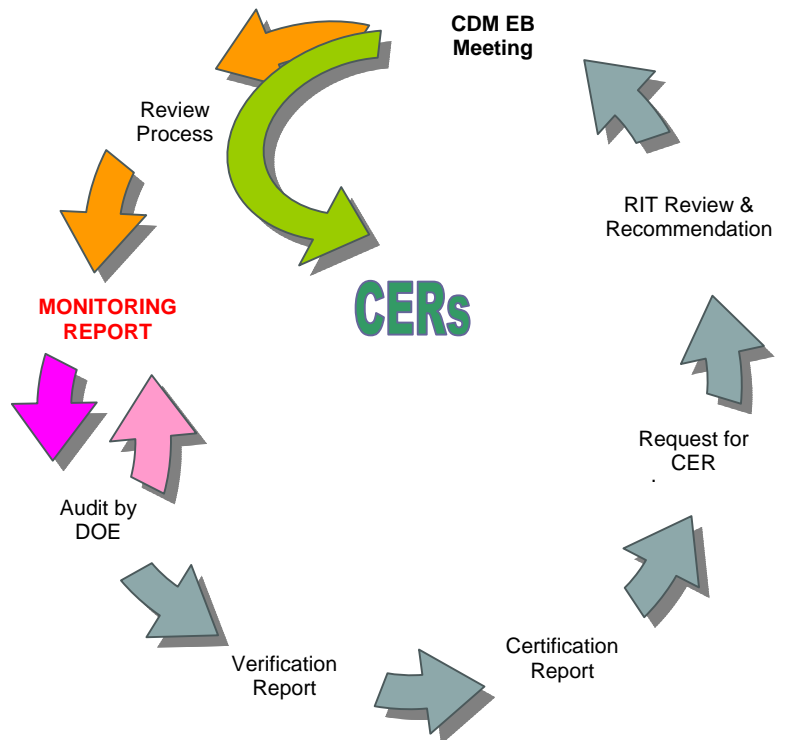 CDM EB
Meeting
Review
Process
RIT Review &
Recommendation
CERs
MONITORING
REPORT
Request for
CER
.
Audit by
DOE
Verification
Report
Certification
Report